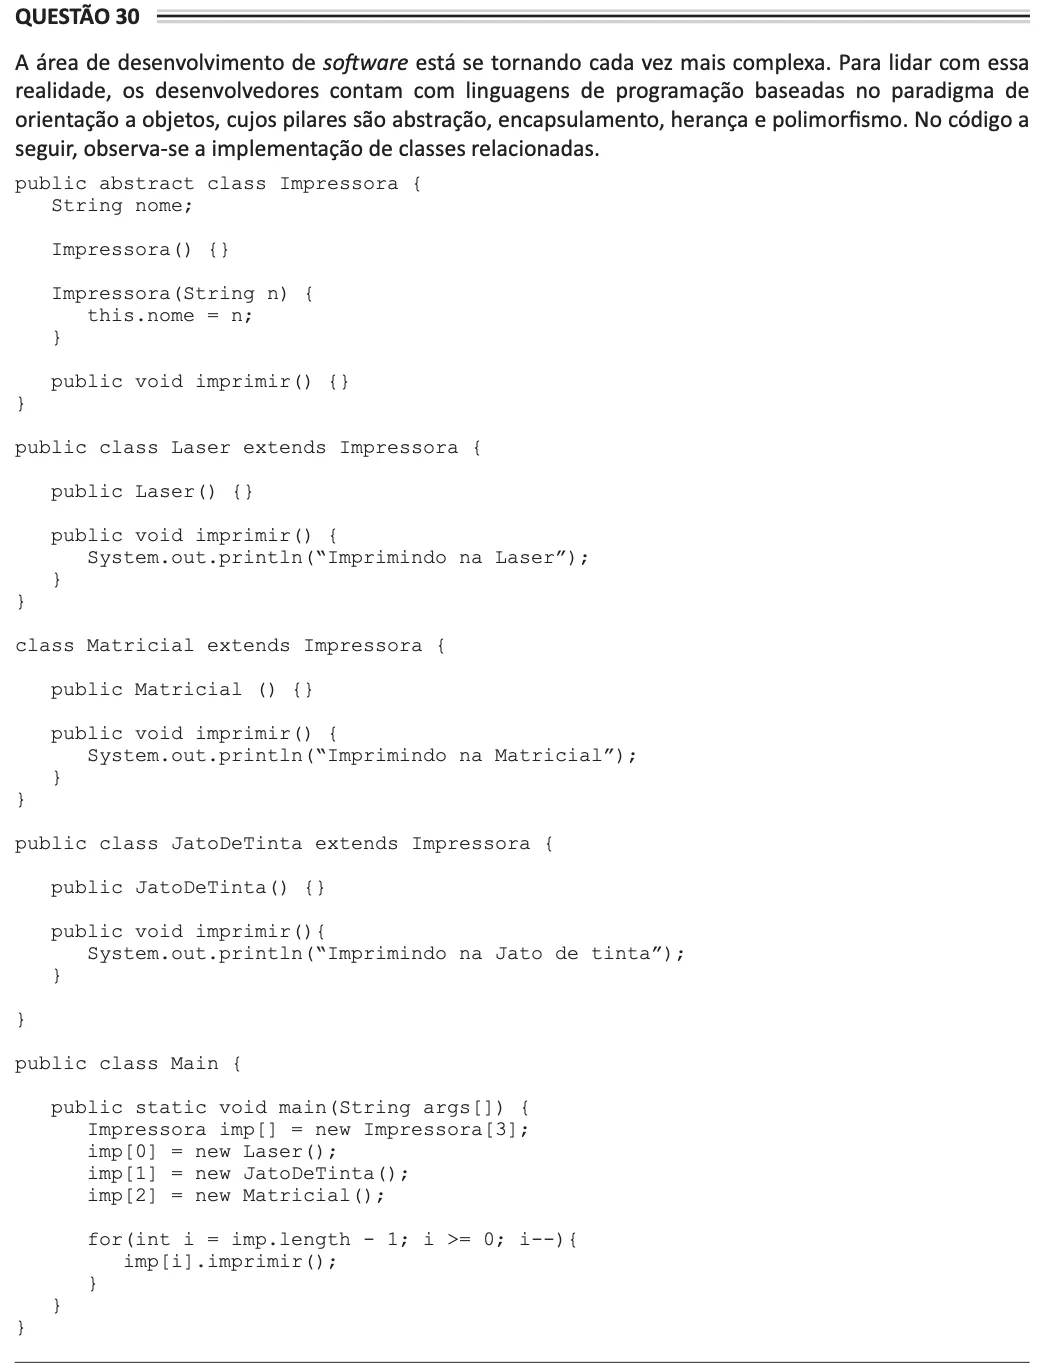 QUESTÃO 30
A área de desenvolvimento de software está se tornando cada vez mais complexa. Para lidar com essa
realidade, os desenvolvedores contam com linguagens de programação baseadas no paradigma de
orientação a objetos, cujos pilares são abstração, encapsulamento, herança e polimorfismo. No código a
seguir, observa-se a implementação de classes relacionadas.
public abstract class Impressora {
   String nome;

   Impressora() {}

   Impressora(String n) {
      this.nome = n;
   }

   public void imprimir() {}
}

public class Laser extends Impressora {

   public Laser() {}

   public void imprimir() {
      System.out.println(“Imprimindo na Laser”);
   }
}

class Matricial extends Impressora {

   public Matricial () {}

   public void imprimir() {
      System.out.println(“Imprimindo na Matricial”);
   }
}

public class JatoDeTinta extends Impressora {

   public JatoDeTinta() {}

   public void imprimir(){
      System.out.println(“Imprimindo na Jato de tinta”);
   }

}

public class Main {

   public static void main(String args[]) {
      Impressora imp[] = new Impressora[3];
      imp[0] = new Laser();
      imp[1] = new JatoDeTinta();
      imp[2] = new Matricial();

      for(int i = imp.length - 1; i >= 0; i--){
         imp[i].imprimir();
      }
   }
}